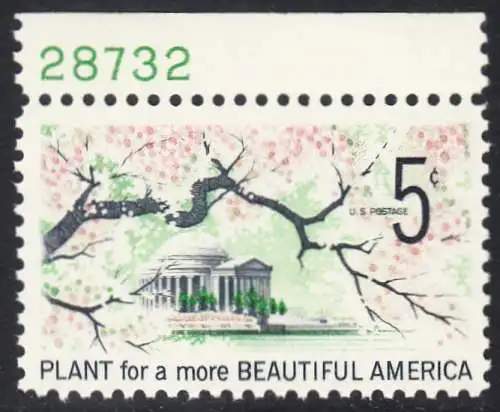 28732
5¢
U.S. POSTAGE
PLANT for a more BEAUTIFUL AMERICA